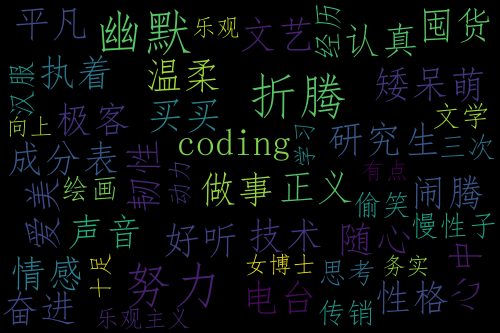 平凡
幽默
乐观
文艺
经历
认真
囤货
汉服
执着
温柔
折腾
矮呆萌
向上
极客
买买
coding
学习
研究生
文学
三次
成分表
韧性
动力
有点
爱美
绘画
做事
正义
偷笑
闹腾
声音
好听
技术
随心
慢性子
心中
情感
十足
努力
女博士
电台
思考
务实
奋进
乐观主义
传销
性格